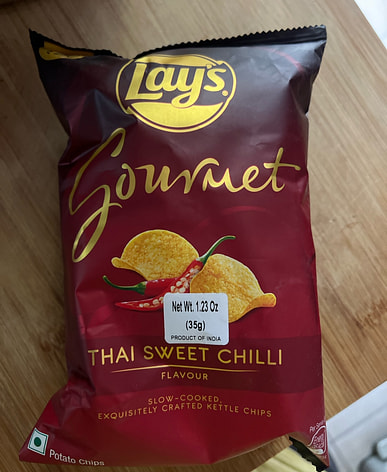 Lay's
Gourmet
Net Wt. 1.23 Oz
(35g)
PRODUCT OF INDIA
THAI SWEET CHILLI
FLAVOUR
SLOW-COOKED,
EXQUISITELY CRAFTED KETTLE CHIPS
Potato Chips